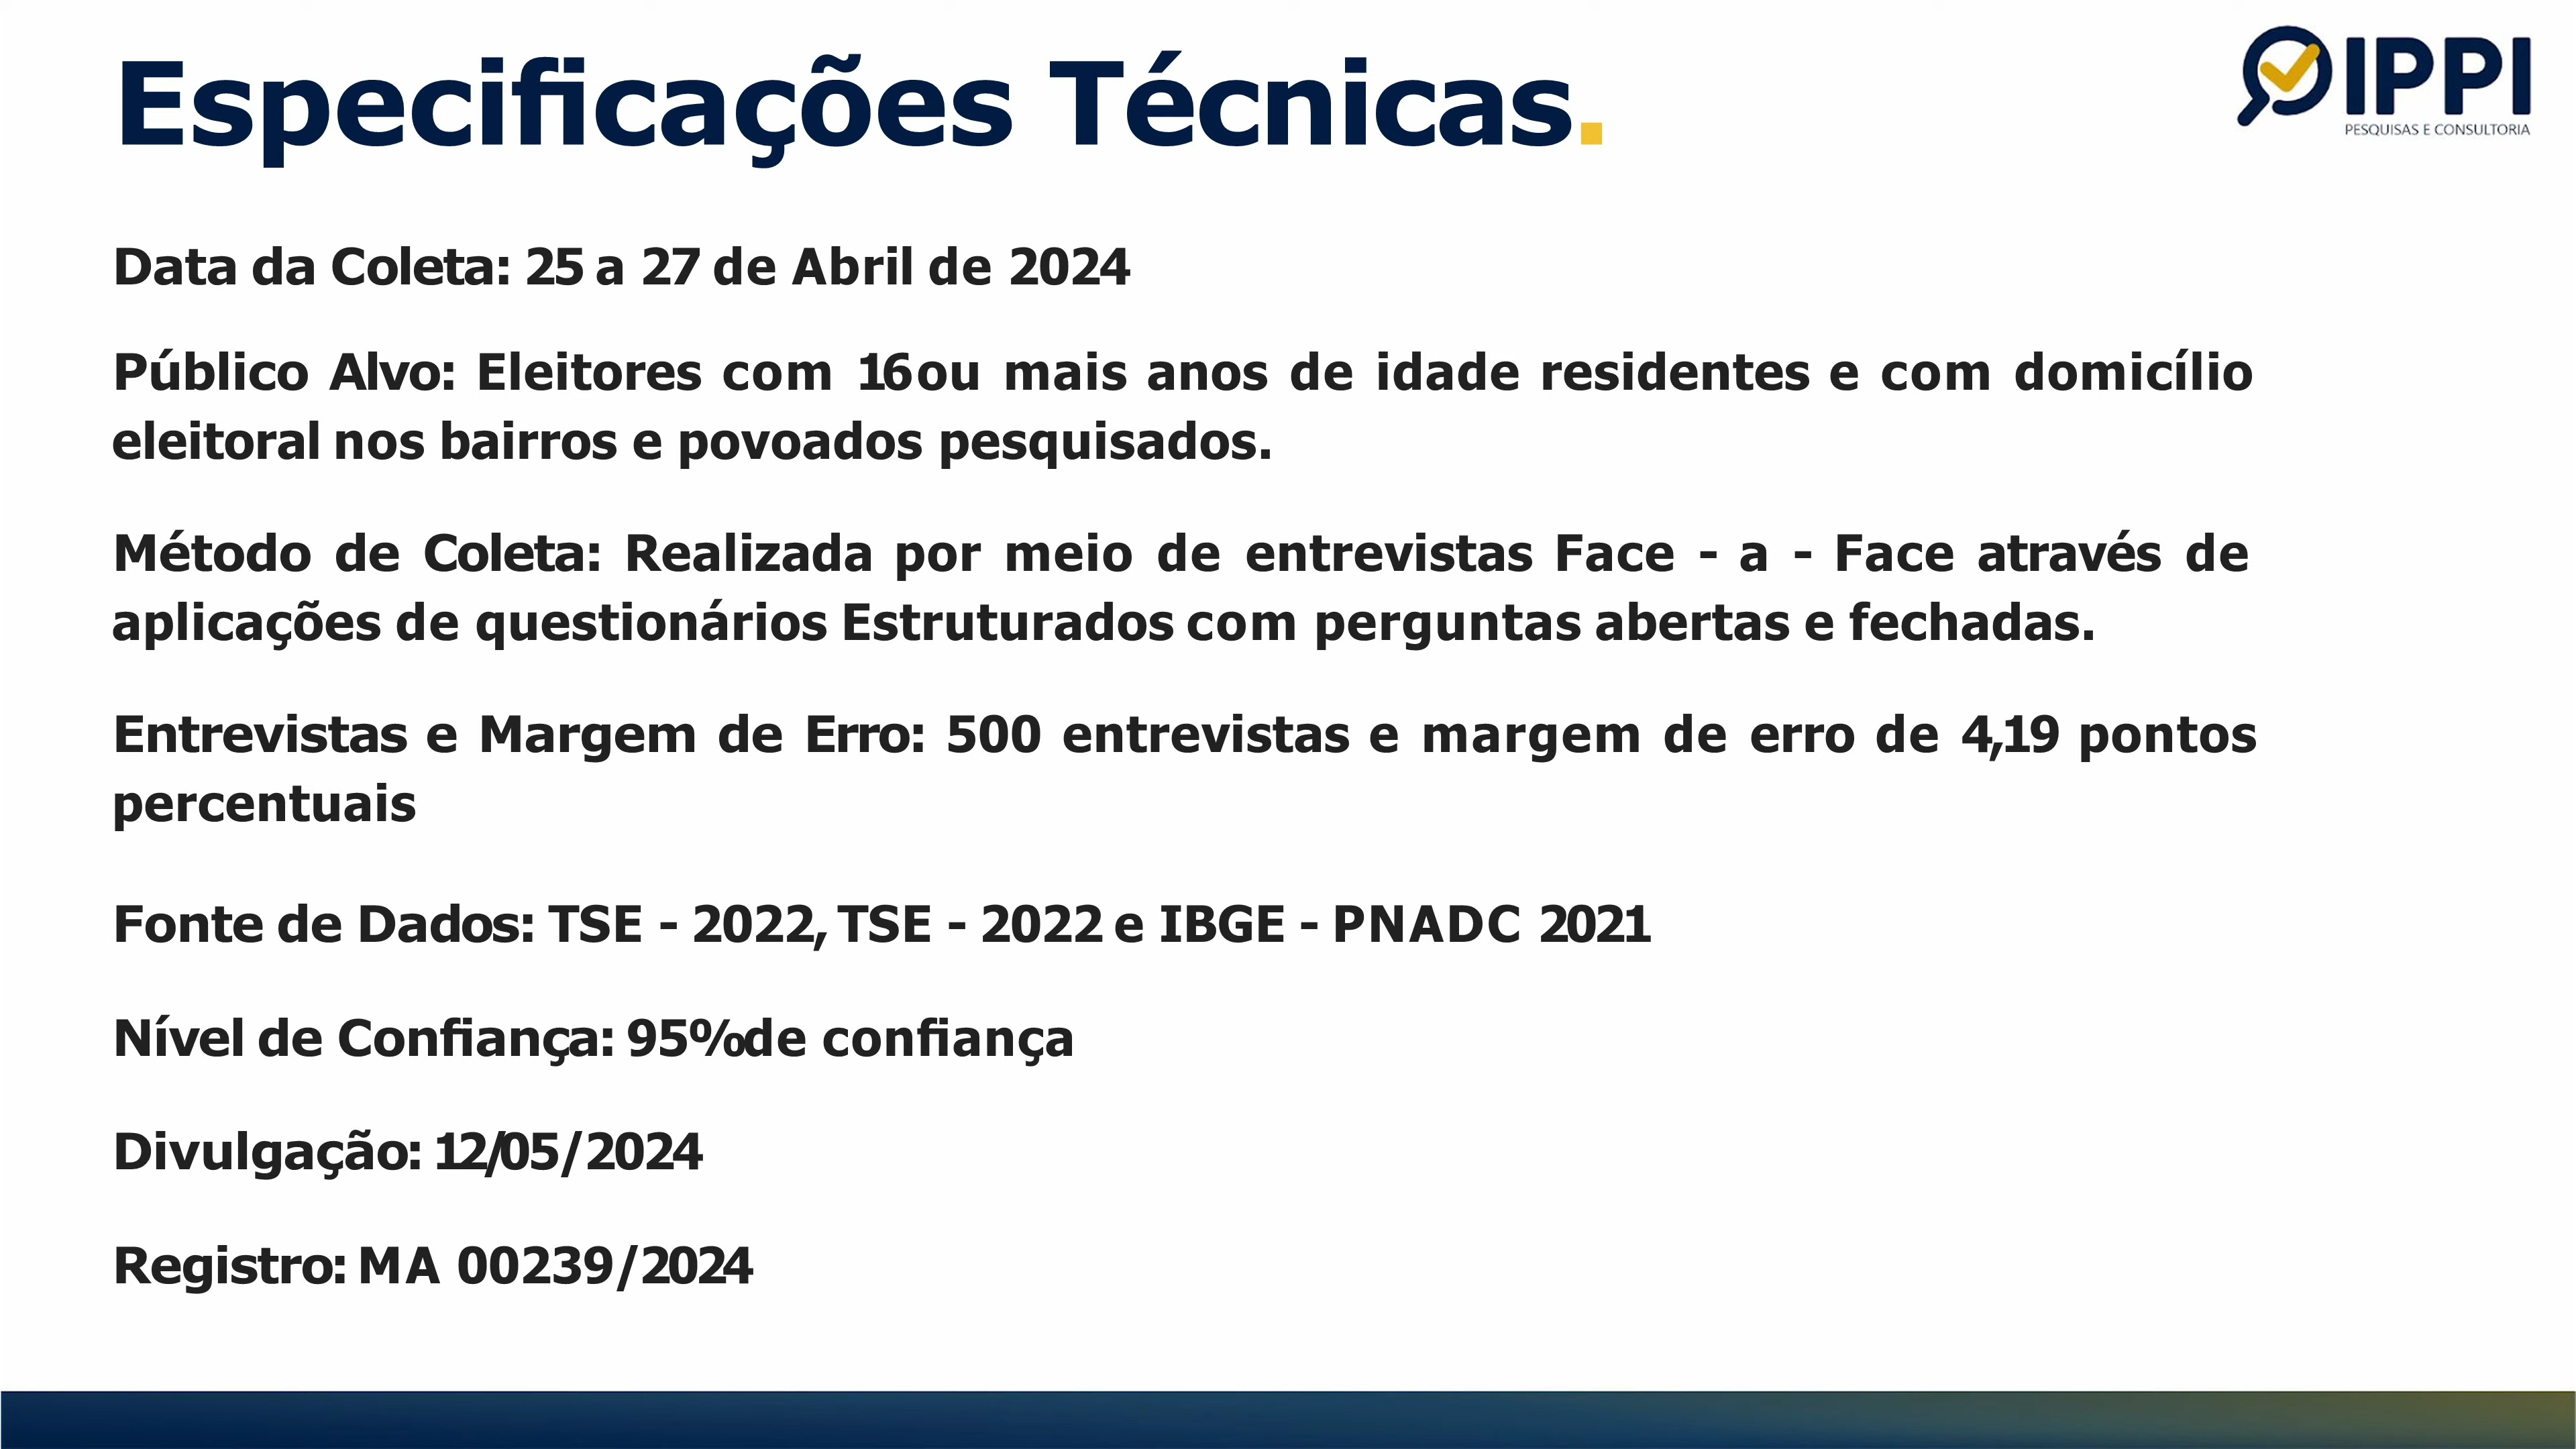 Especificações Técnicas.
IPPI
PESQUISAS E CONSULTORIA
Data da Coleta: 25 a 27 de Abril de 2024
Público Alvo: Eleitores com 16 ou mais anos de idade residentes e com domicílio
eleitoral nos bairros e povoados pesquisados.
Método de Coleta: Realizada por meio de entrevistas Face - a - Face através de
aplicações de questionários Estruturados com perguntas abertas e fechadas.
Entrevistas e Margem de Erro: 500 entrevistas e margem de erro de 4,19 pontos
percentuais
Fonte de Dados: TSE - 2022, TSE - 2022 e IBGE - PNADC 2021
Nível de Confiança: 95% de confiança
Divulgação: 12/05/2024
Registro: MA 00239/2024